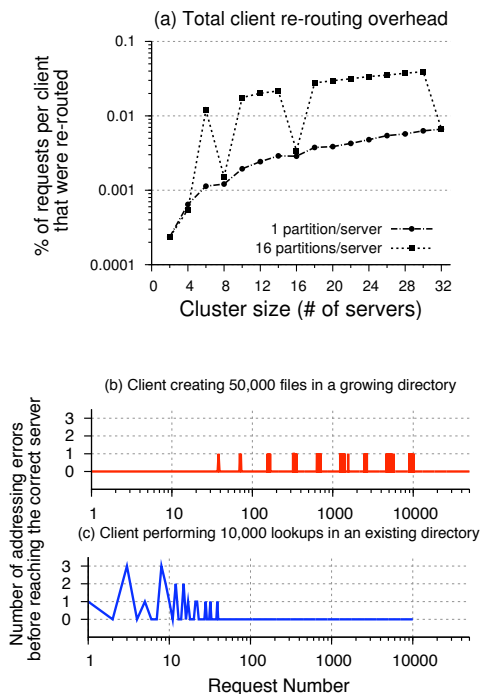 (a) Total client re-routing overhead
% of requests per client
that were re-routed
0.1
0.01
0.001
0.0001
1 partition/server
16 partitions/server
0 4 8 12 16 20 24 28 32
Cluster size (# of servers)
Number of addressing errors
before reaching the correct server
(b) Client creating 50,000 files in a growing directory
3
2
1
0
1 10 100 1000 10000
(c) Client performing 10,000 lookups in an existing directory
3
2
1
0
1 10 100 1000 10000
Request Number